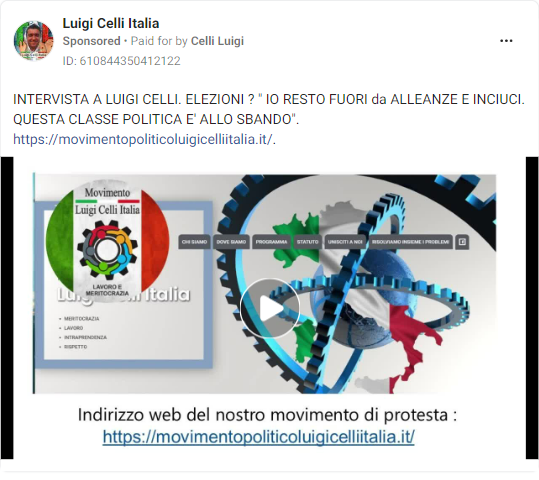 Luigi Celli Italia
Sponsored • Paid for by Celli Luigi
ID: 610844350412122
INTERVISTA A LUIGI CELLI. ELEZIONI ? " IO RESTO FUORI da ALLEANZE E INCIUCI.
QUESTA CLASSE POLITICA E' ALLO SBANDO".
https://movimentopoliticoluigicelliitalia.it/.
Movimento
Luigi Celli Italia
LAVORO E
MERITOCRAZIA
CHI SIAMO DOVE SIAMO PROGRAMMA STATUTO UNISCITI A NOI RISOLVIAMO INSIEME I PROBLEMI
Luigi Celli Italia
• MERITOCRAZIA
• LAVORO
• INTRAPRENDENZA
• RISPETTO
Indirizzo web del nostro movimento di protesta :
https://movimentopoliticoluigicelliitalia.it/